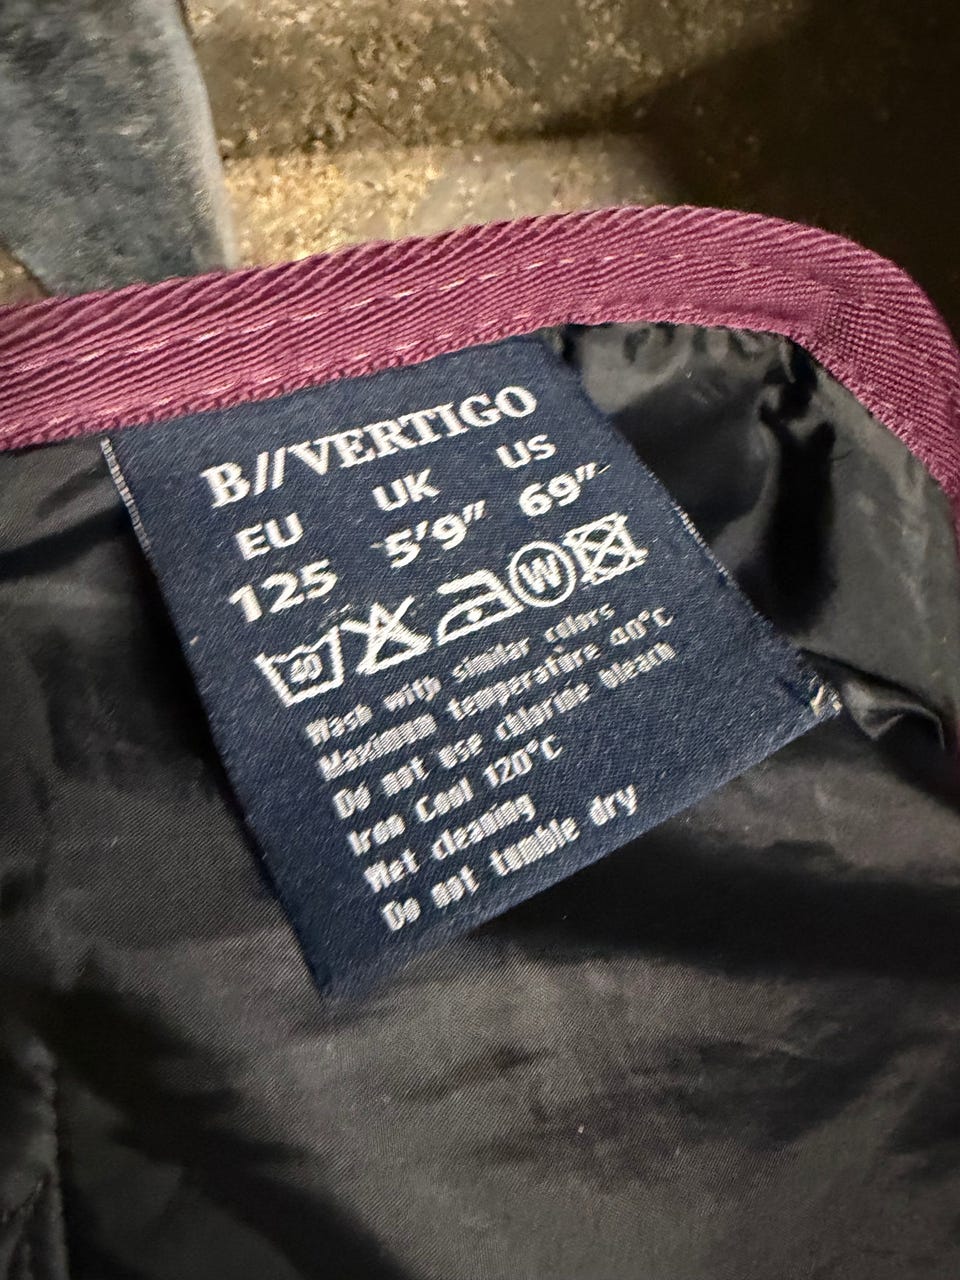 B//VERTIGO
EU UK US
125 5'9" 69"
40 W
Wash with similar colors
Maximum temperature 40°C
Do not use chlorine bleach
Iron Cool 120°C
Wet cleaning
Do not tumble dry